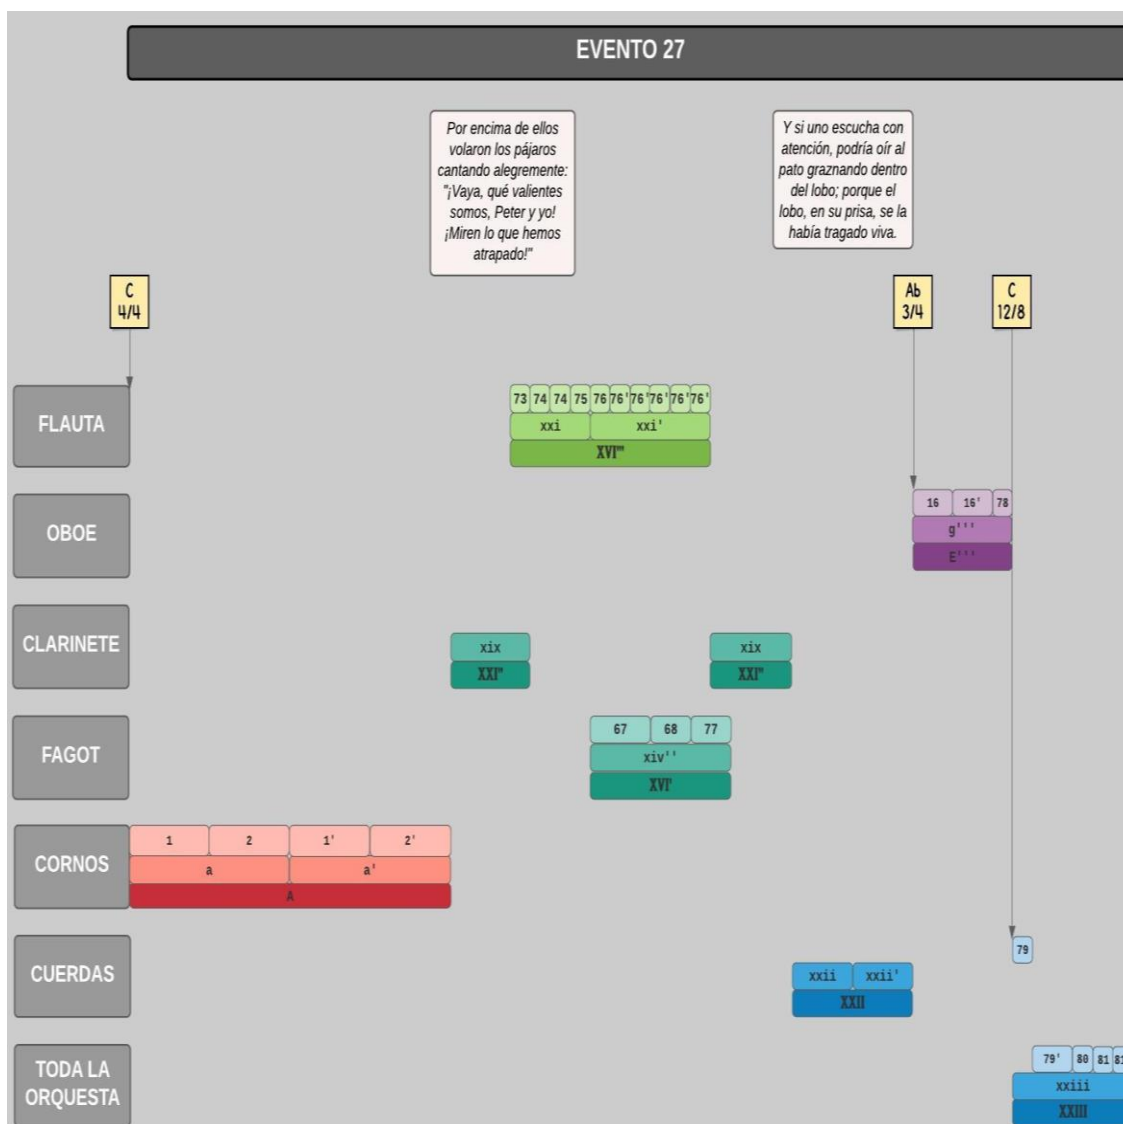 EVENTO 27
Por encima de ellos
volaron los pájaros
cantando alegremente:
"¡Vaya, qué valientes
somos, Peter y yo!
¡Miren lo que hemos
atrapado!"
Y si uno escucha con
atención, podría oír al
pato graznando dentro
del lobo; porque el
lobo, en su prisa, se la
había tragado viva.
C
4/4
Ab
3/4
C
12/8
FLAUTA
73 74 74 75 76 76' 76' 76' 76' 76'
xxi xxi'
XVI'''
OBOE
16 16' 78
g'''
E'''
CLARINETE
xix xix
XXI'' XXI''
FAGOT
67 68 77
xiv''
XVI'
CORNOS
1 2 1' 2'
a a'
A
CUERDAS
79
xxii xxii'
XXII
TODA LA
ORQUESTA
79' 80 81 81
xxiii
XXIII